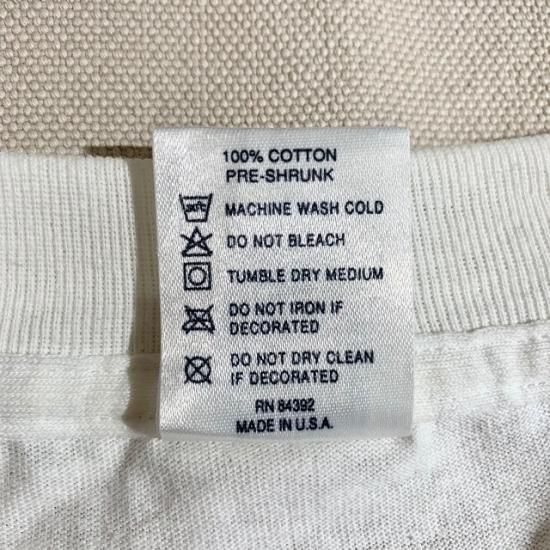 100% COTTON
PRE-SHRUNK
30°C
MACHINE WASH COLD
DO NOT BLEACH
TUMBLE DRY MEDIUM
DO NOT IRON IF
DECORATED
DO NOT DRY CLEAN
IF DECORATED
RN 84392
MADE IN U.S.A.